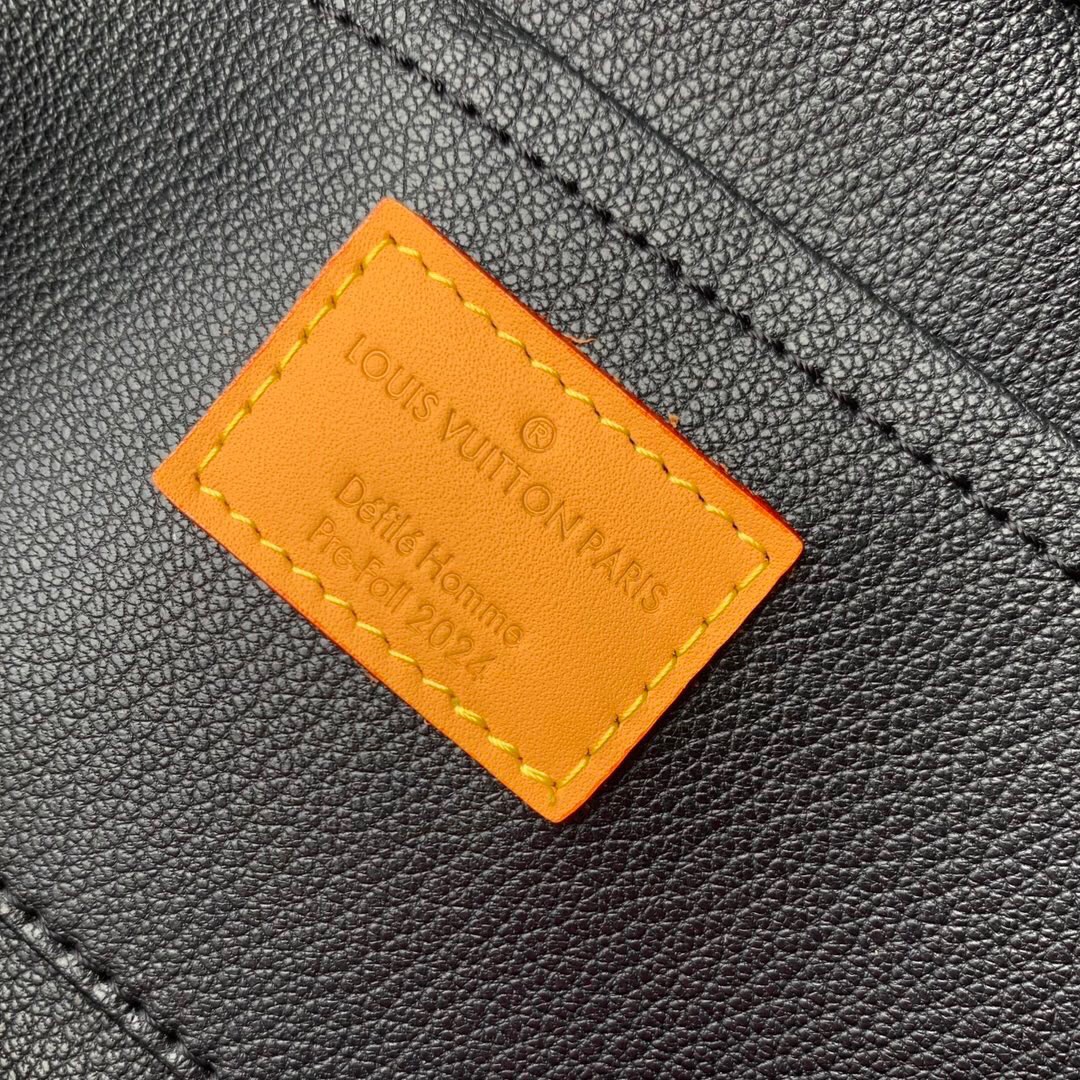 ®
LOUIS VUITTON PARIS
Défilé Homme
Pre-Fall 2024